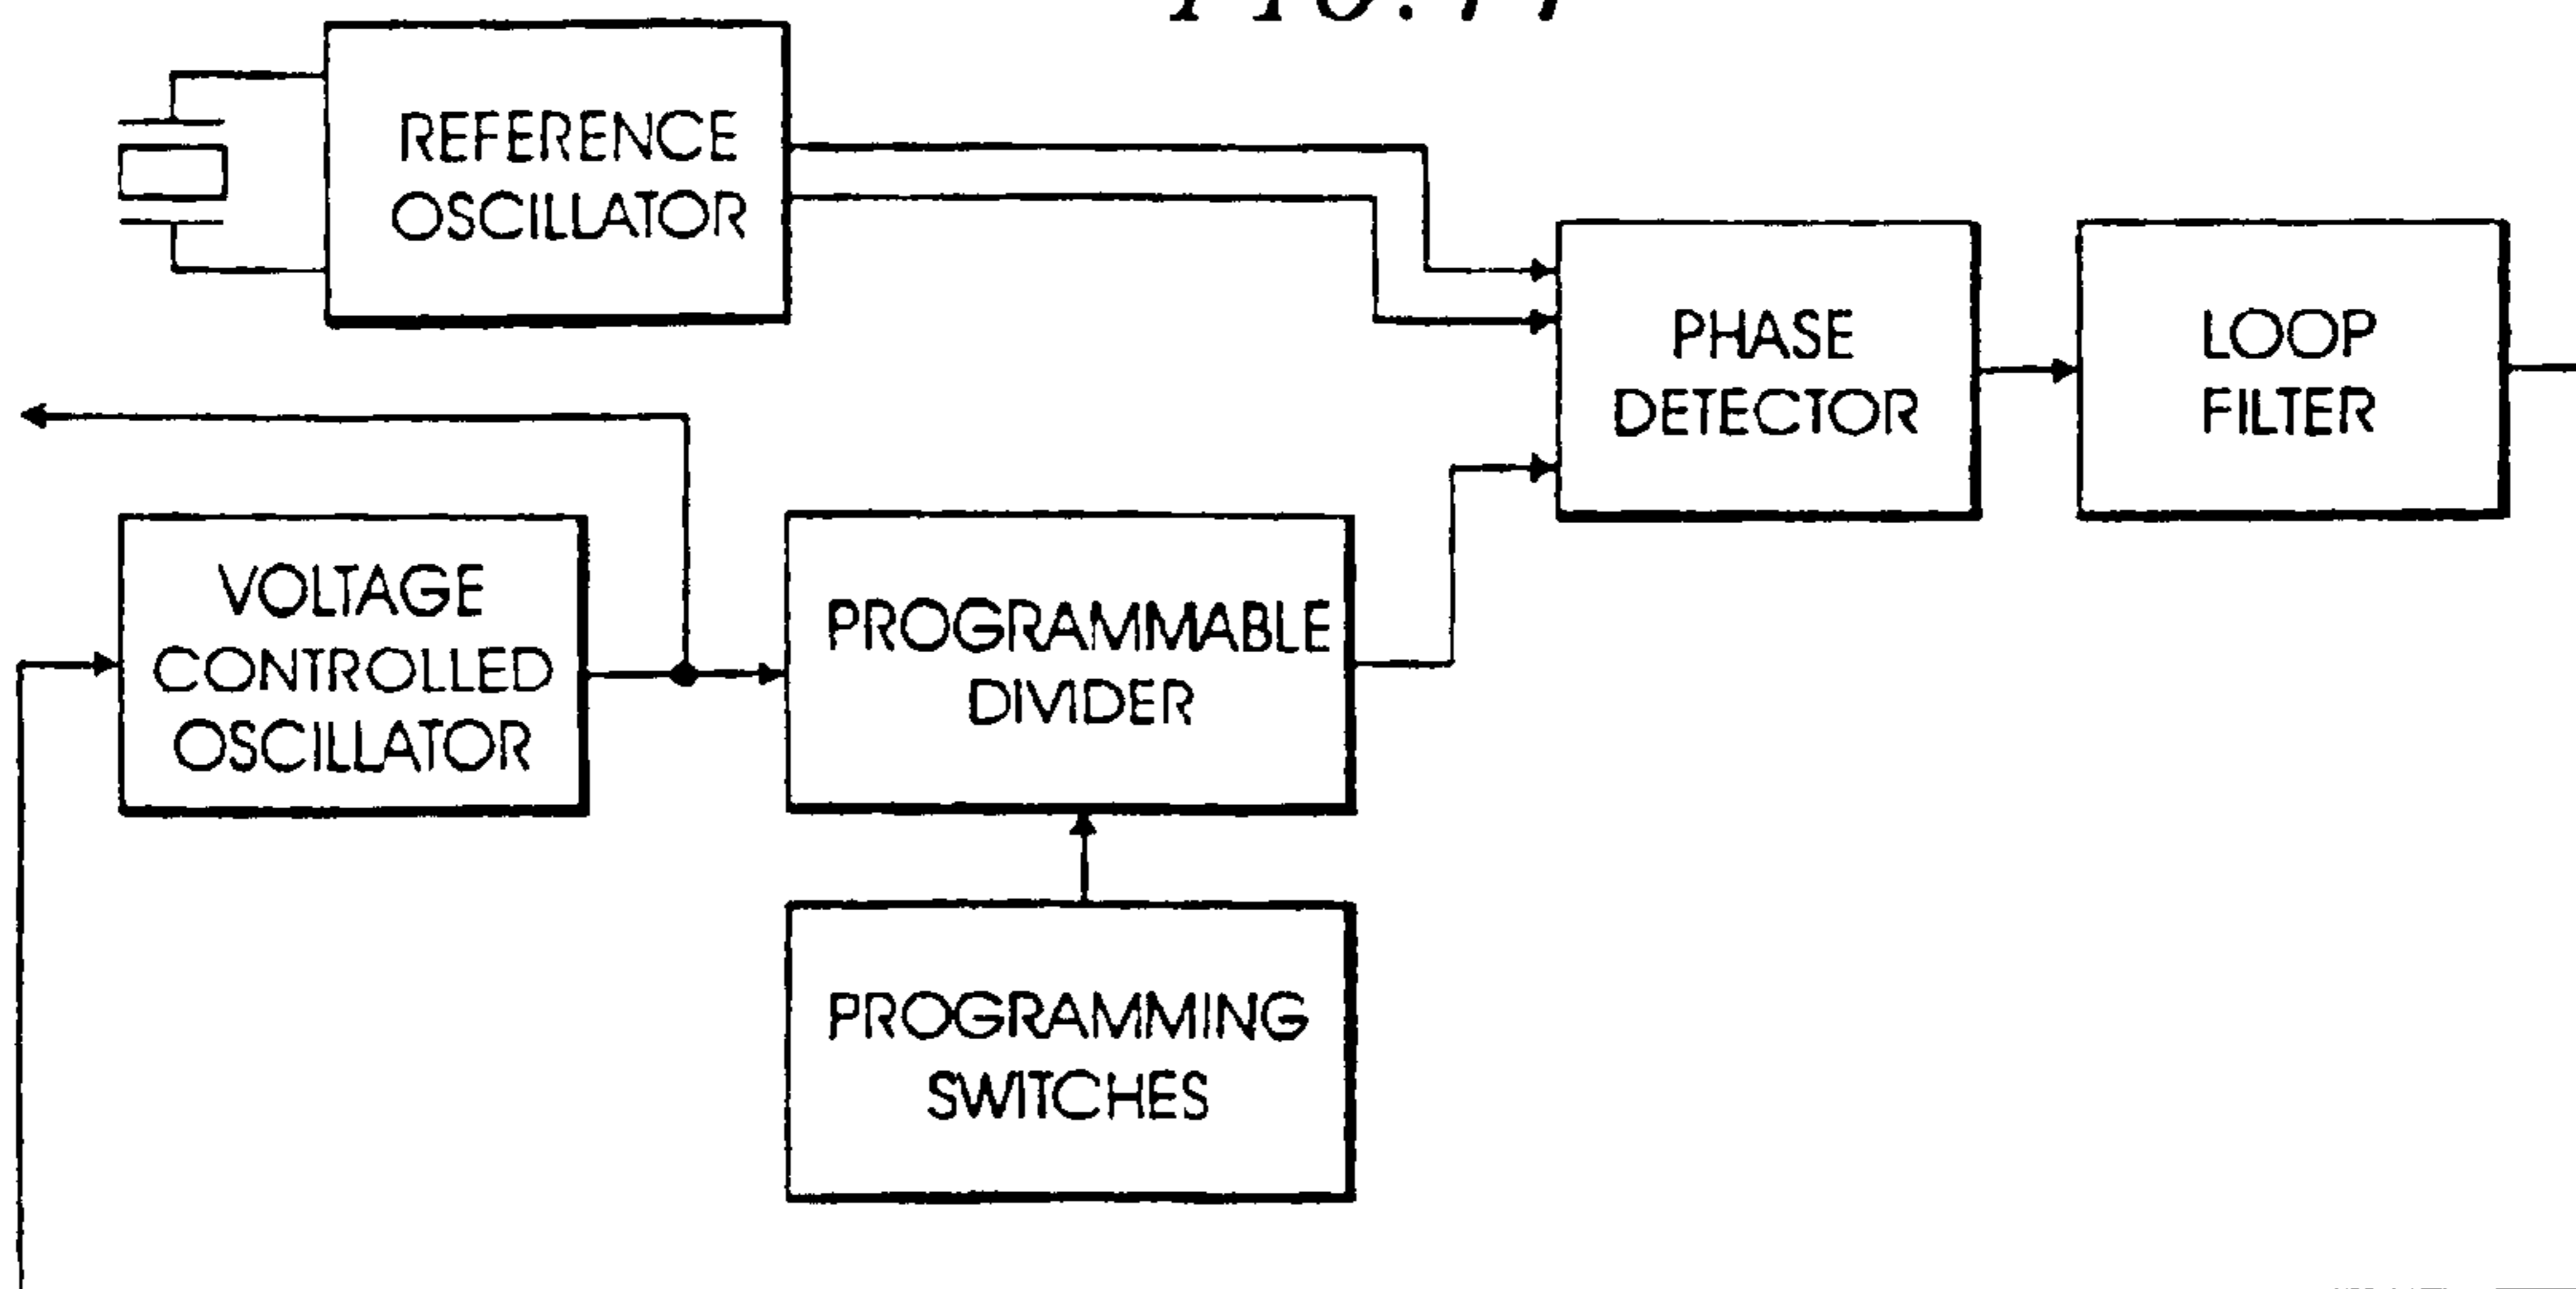 REFERENCE
OSCILLATOR
PHASE
DETECTOR
LOOP
FILTER
VOLTAGE
CONTROLLED
OSCILLATOR
PROGRAMMABLE
DIVIDER
PROGRAMMING
SWITCHES